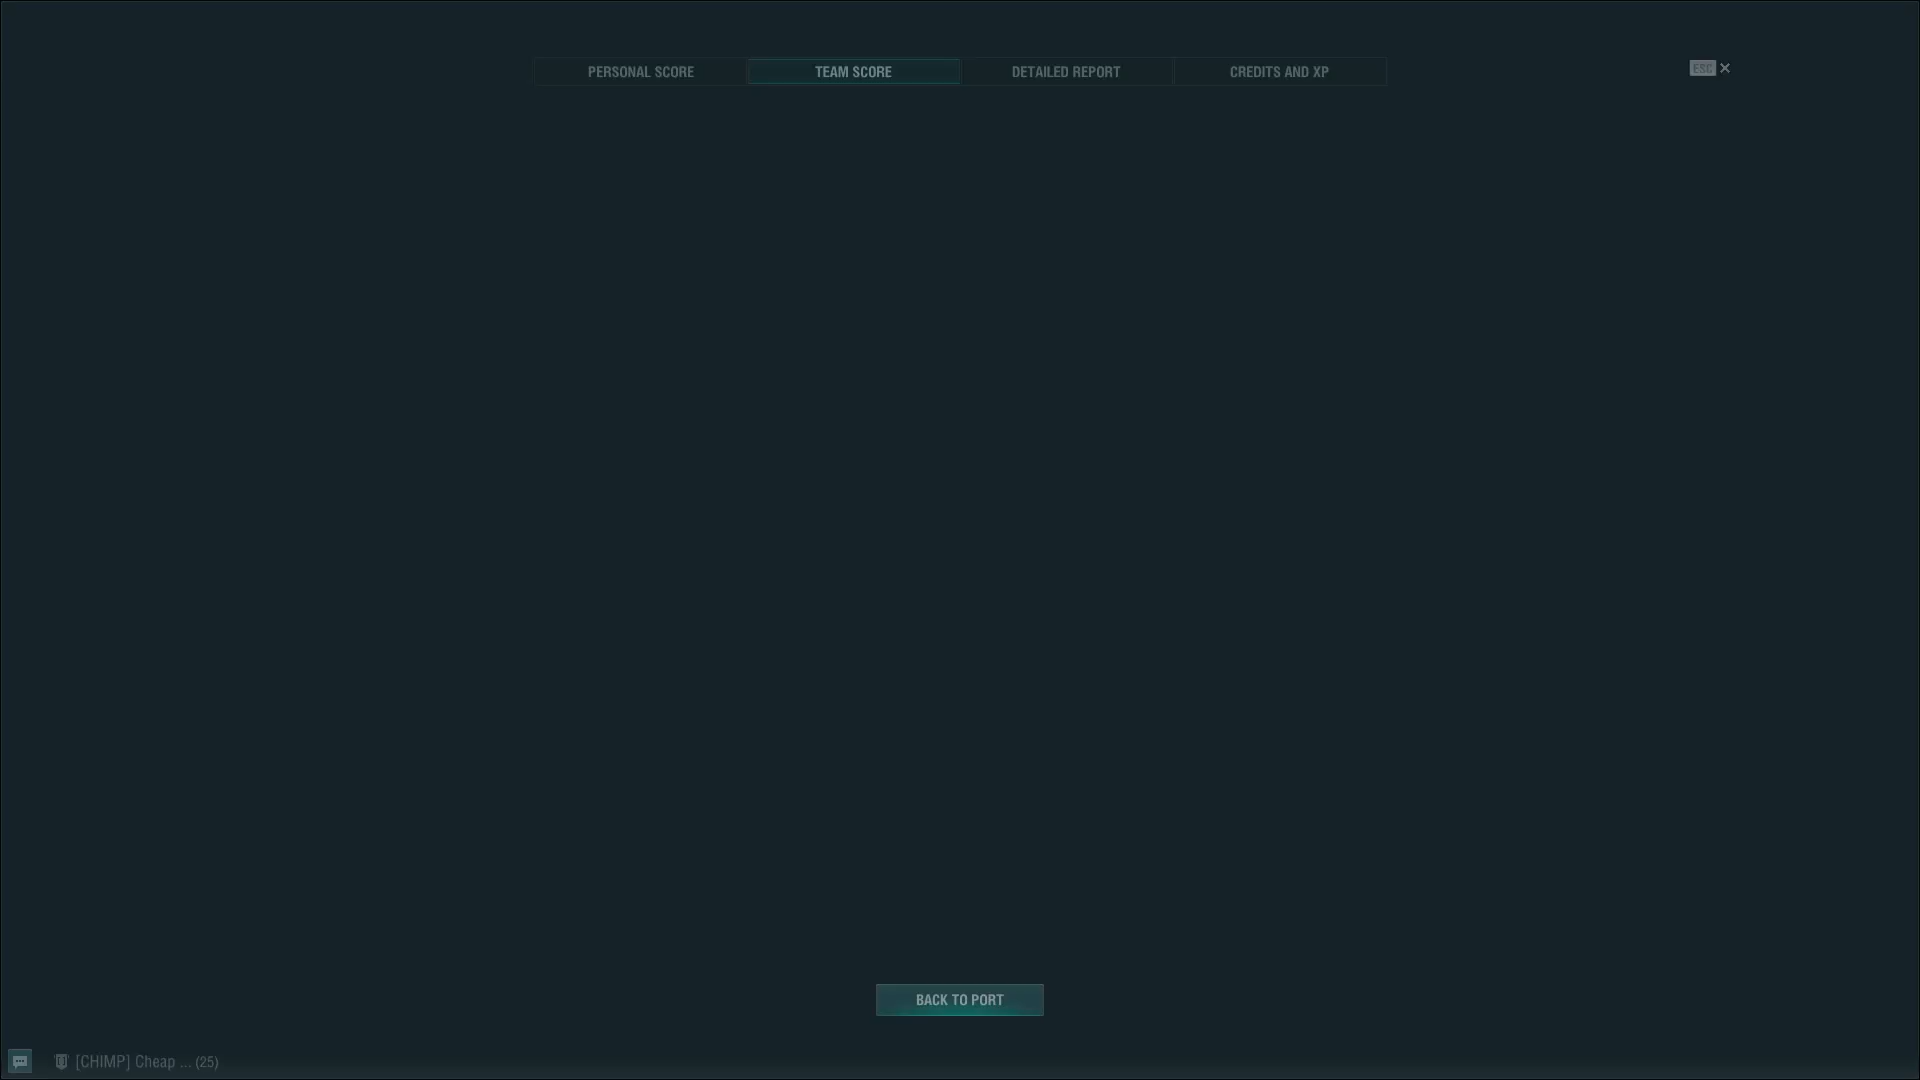 PERSONAL SCORE
TEAM SCORE
DETAILED REPORT
CREDITS AND XP
ESC
BACK TO PORT
[CHIMP] Cheap ... (25)